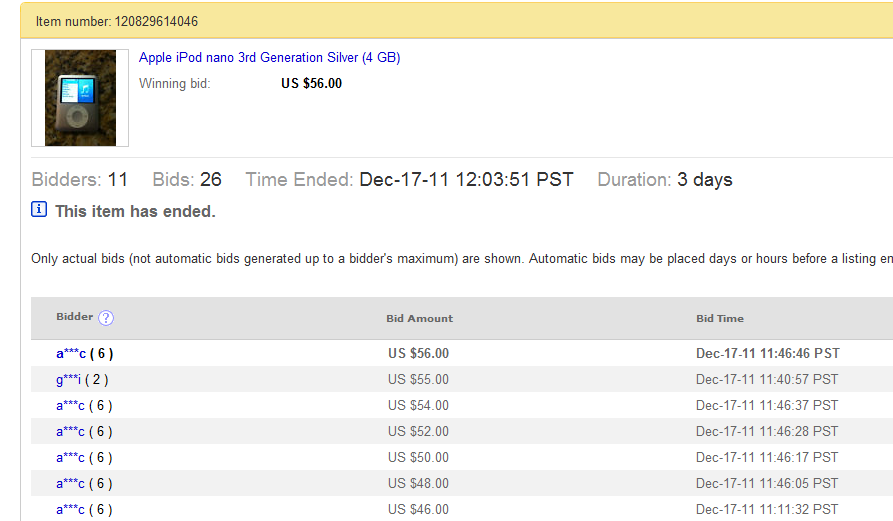 Item number: 120829614046
Apple iPod nano 3rd Generation Silver (4 GB)
Winning bid: US $56.00
Bidders: 11 Bids: 26 Time Ended: Dec-17-11 12:03:51 PST Duration: 3 days
i This item has ended.
Only actual bids (not automatic bids generated up to a bidder's maximum) are shown. Automatic bids may be placed days or hours before a listing en
Bidder ? Bid Amount Bid Time
a***c ( 6 ) US $56.00 Dec-17-11 11:46:46 PST
g***i ( 2 ) US $55.00 Dec-17-11 11:40:57 PST
a***c ( 6 ) US $54.00 Dec-17-11 11:46:37 PST
a***c ( 6 ) US $52.00 Dec-17-11 11:46:28 PST
a***c ( 6 ) US $50.00 Dec-17-11 11:46:17 PST
a***c ( 6 ) US $48.00 Dec-17-11 11:46:05 PST
a***c ( 6 ) US $46.00 Dec-17-11 11:11:32 PST